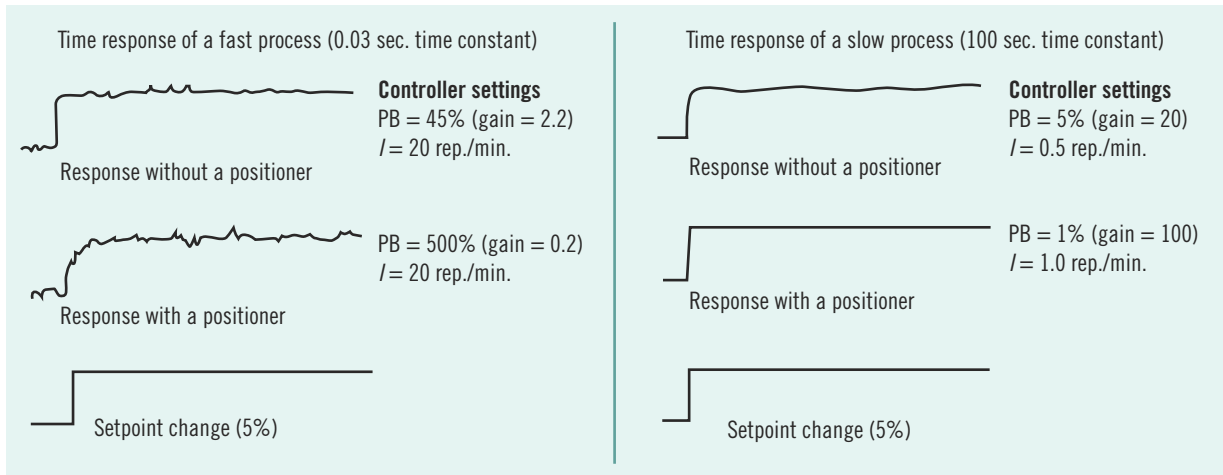 Time response of a fast process (0.03 sec. time constant)
Controller settings
PB = 45% (gain = 2.2)
I = 20 rep./min.
Response without a positioner
PB = 500% (gain = 0.2)
I = 20 rep./min.
Response with a positioner
Setpoint change (5%)
Time response of a slow process (100 sec. time constant)
Controller settings
PB = 5% (gain = 20)
I = 0.5 rep./min.
Response without a positioner
PB = 1% (gain = 100)
I = 1.0 rep./min.
Response with a positioner
Setpoint change (5%)